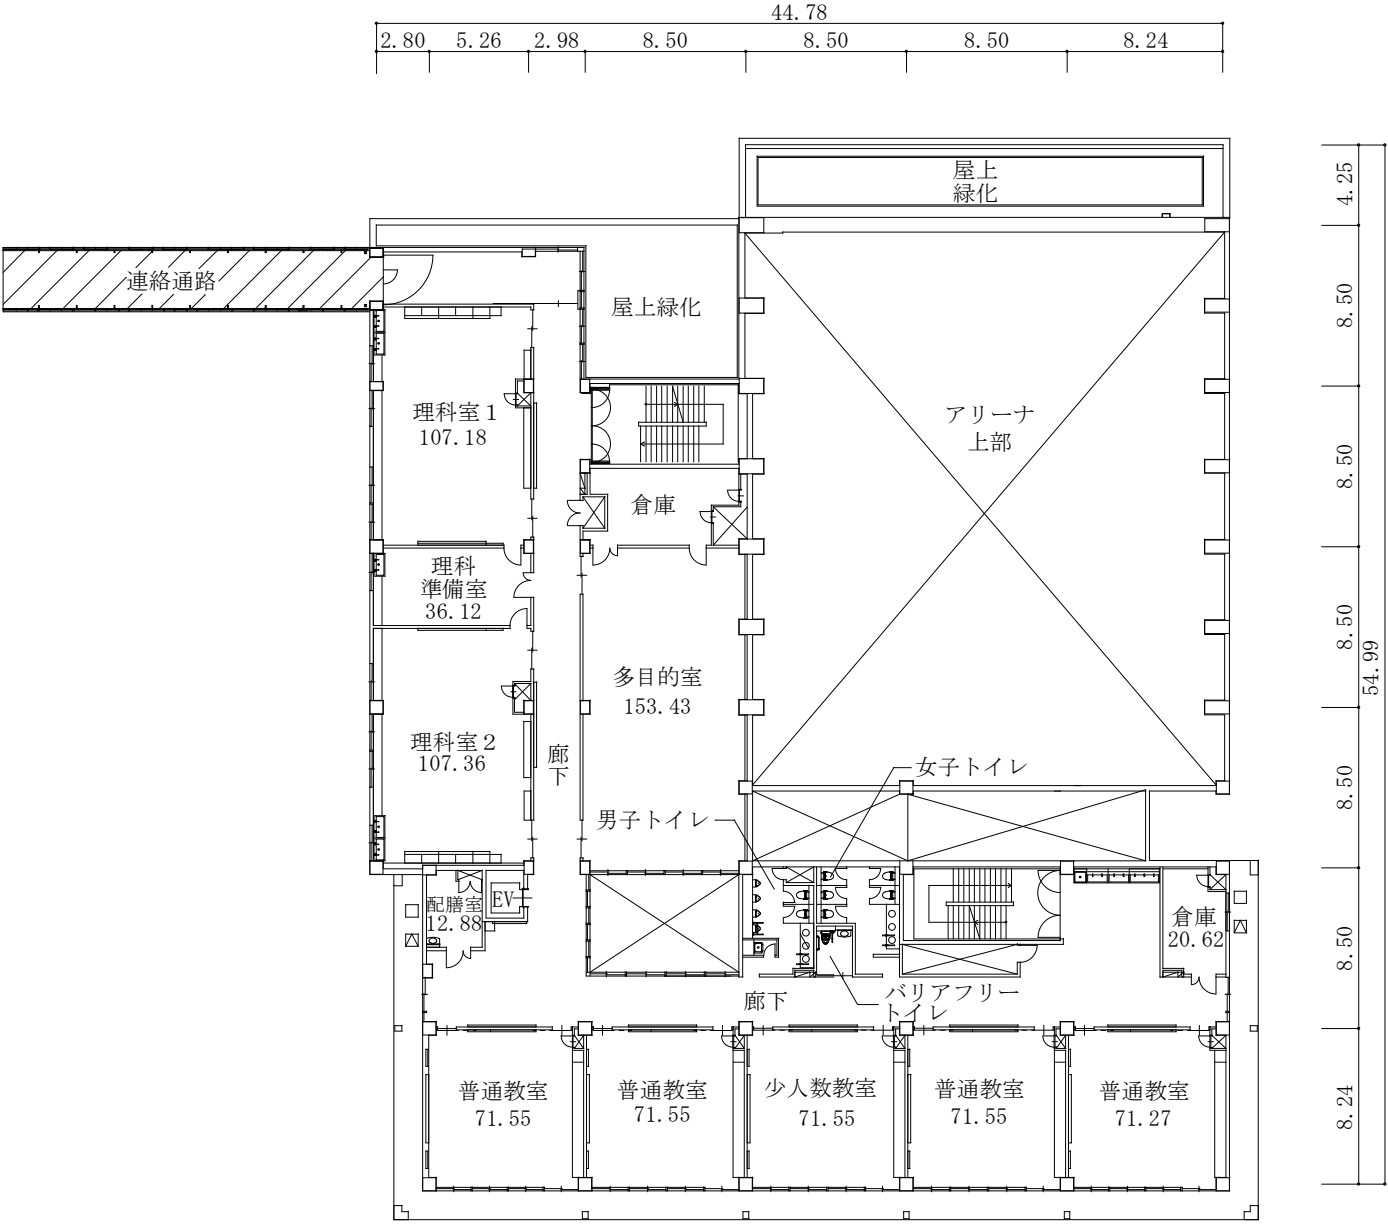 44.78
2.80 5.26 2.98 8.50 8.50 8.50 8.24
屋上
緑化
4.25
連絡通路
屋上緑化
8.50
理科室1
107.18
アリーナ
上部
8.50
倉庫
理科
準備室
36.12
8.50
54.99
多目的室
153.43
理科室2
107.36
廊
下
女子トイレ
8.50
男子トイレ
配膳室
12.88
EV
倉庫
20.62
8.50
廊下
バリアフリー
トイレ
普通教室
71.55
普通教室
71.55
少人数教室
71.55
普通教室
71.55
普通教室
71.27
8.24